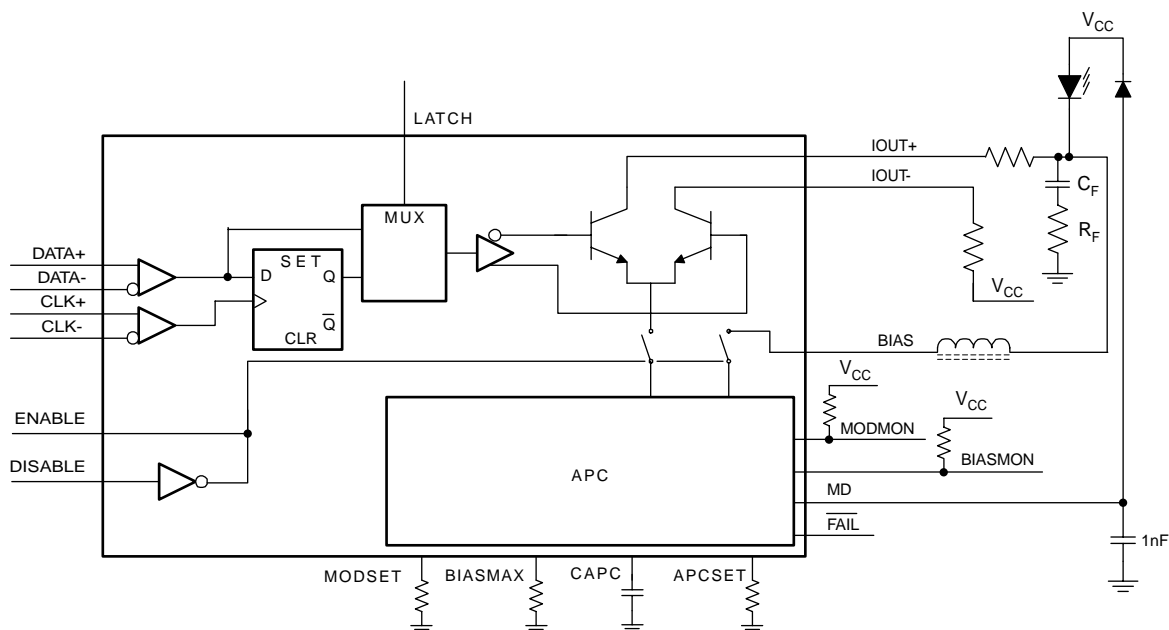 VCC
LATCH
IOUT+
IOUT-
CF
RF
MUX
DATA+
DATA-
CLK+
CLK-
SET
D
Q
Q̅
CLR
VCC
BIAS
VCC
VCC
ENABLE
MODMON
DISABLE
BIASMON
APC
MD
F̅A̅I̅L̅
1nF
MODSET
BIASMAX
CAPC
APCSET